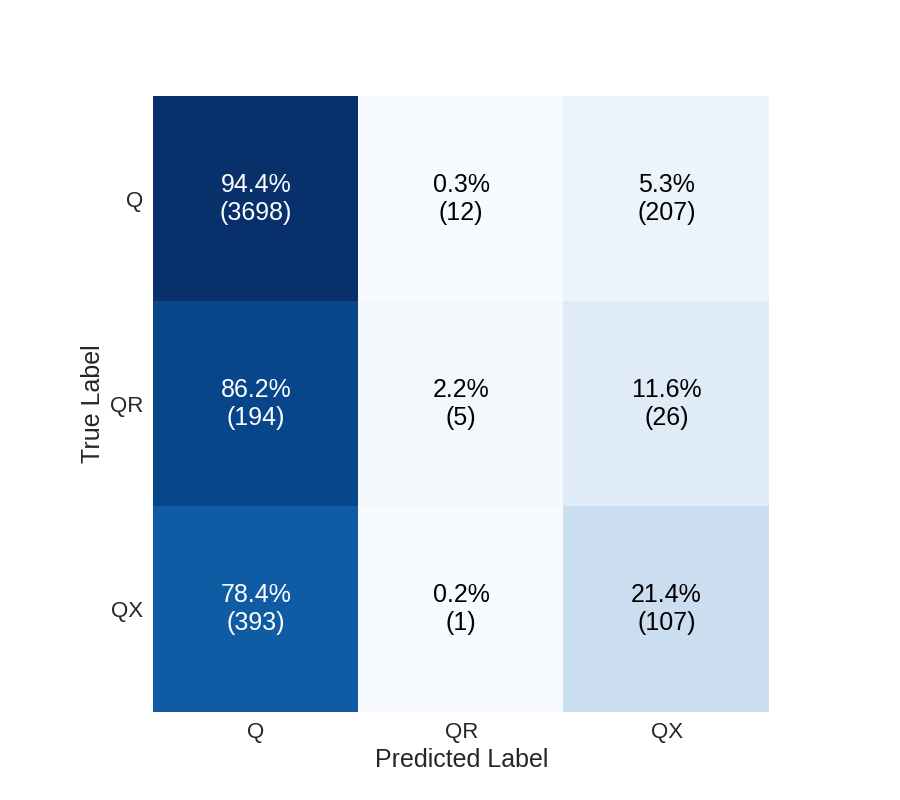 94.4%
(3698)
0.3%
(12)
5.3%
(207)
Q
86.2%
(194)
2.2%
(5)
11.6%
(26)
QR
True Label
78.4%
(393)
0.2%
(1)
21.4%
(107)
QX
Q
QR
QX
Predicted Label